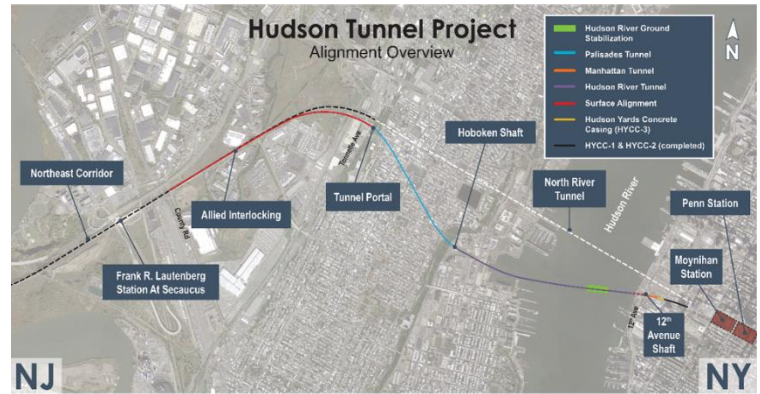 Hudson Tunnel Project
Alignment Overview
Hudson River Ground
Stabilization
Palisades Tunnel
Manhattan Tunnel
Hudson River Tunnel
Surface Alignment
Hudson Yards Concrete
Casing (HYCC-3)
HYCC-1 & HYCC-2 (completed)
N
Northeast Corridor
Allied Interlocking
County Rd
Frank R. Lautenberg
Station At Secaucus
Tonnelle Ave
Tunnel Portal
Hoboken Shaft
North River
Tunnel
Hudson River
Penn Station
Moynihan
Station
12th Ave
12th
Avenue
Shaft
NJ
NY